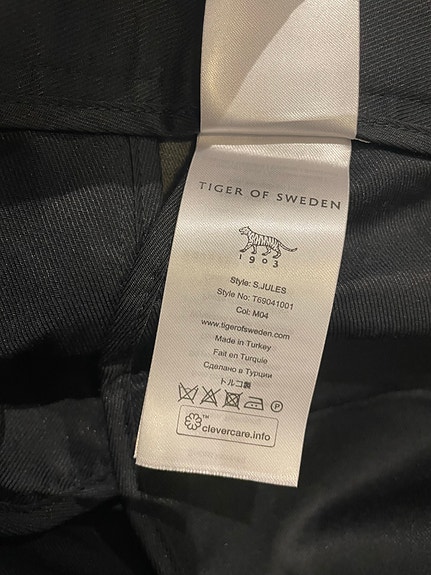 TIGER OF SWEDEN
1903
Style: S.JULES
Style No: T69041001
Col: M04
www.tigerofsweden.com
Made in Turkey
Fait en Turquie
Сделано в Турции
トルコ製
P
™
clevercare.info